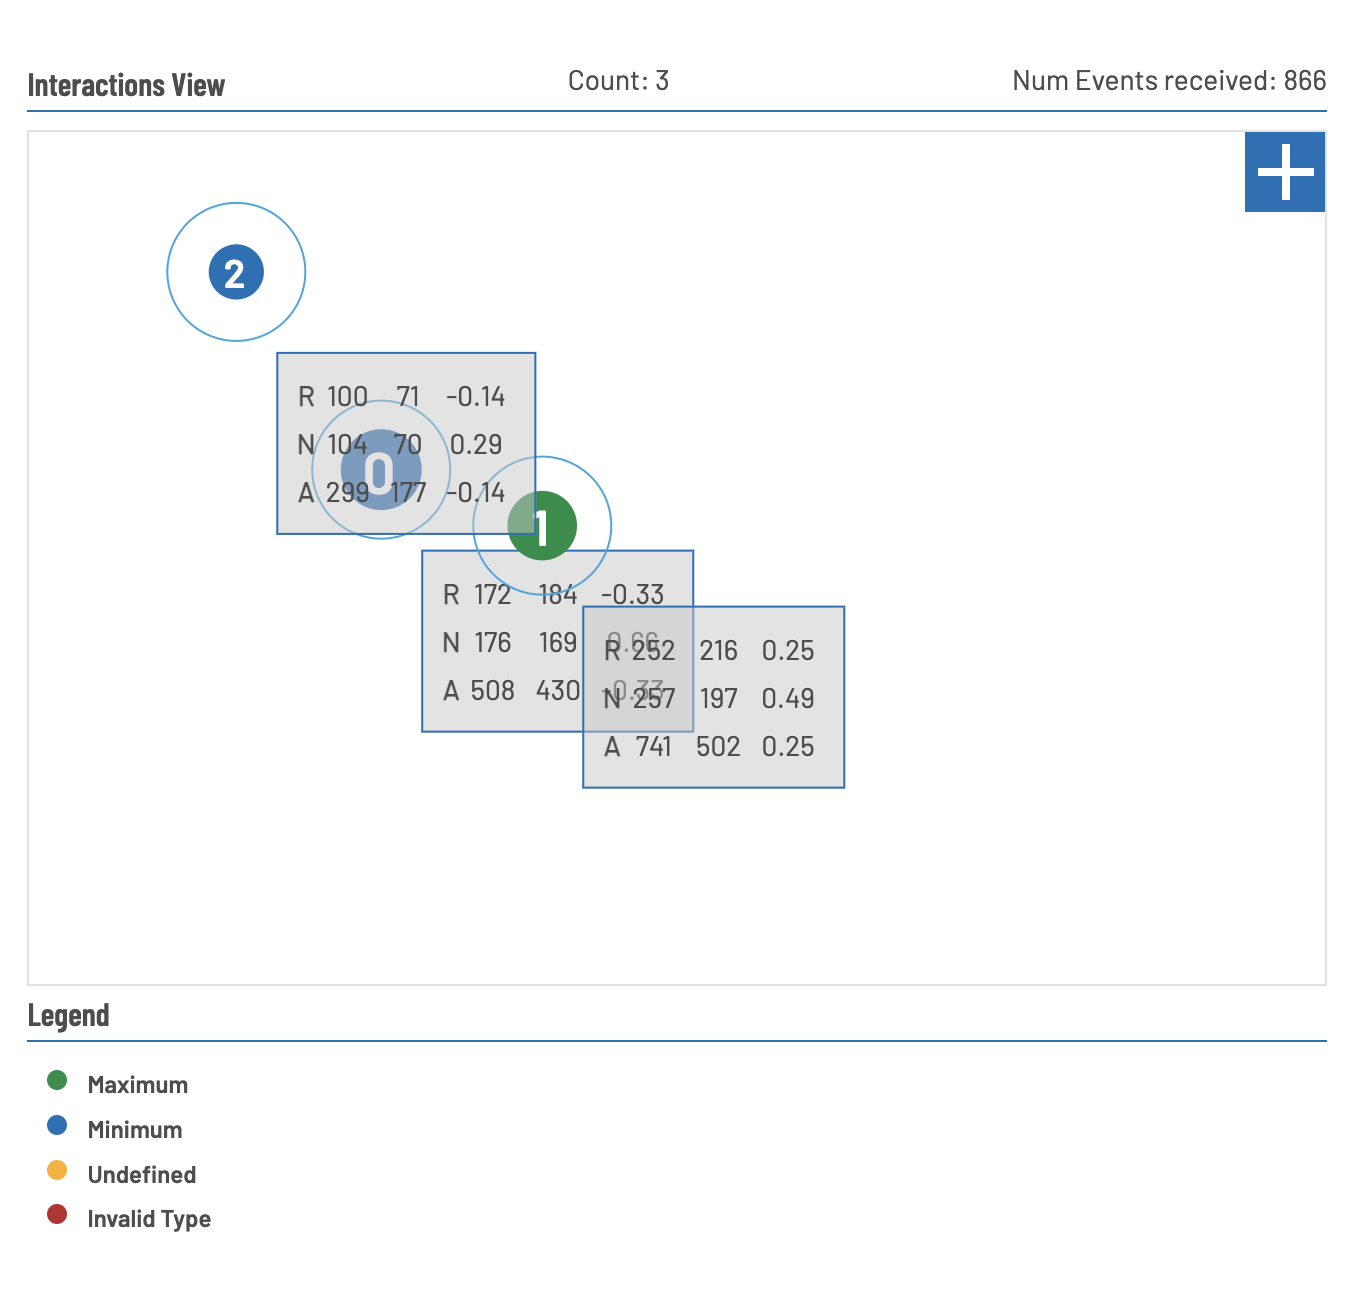 Interactions View
Count: 3
Num Events received: 866
2
R 100 71 -0.14
N 104 70 0.29
A 299 177 -0.14
0
1
R 172 184 -0.33
N 176 169 0.66
A 508 430 -0.33
R 252 216 0.25
N 257 197 0.49
A 741 502 0.25
Legend
Maximum
Minimum
Undefined
Invalid Type